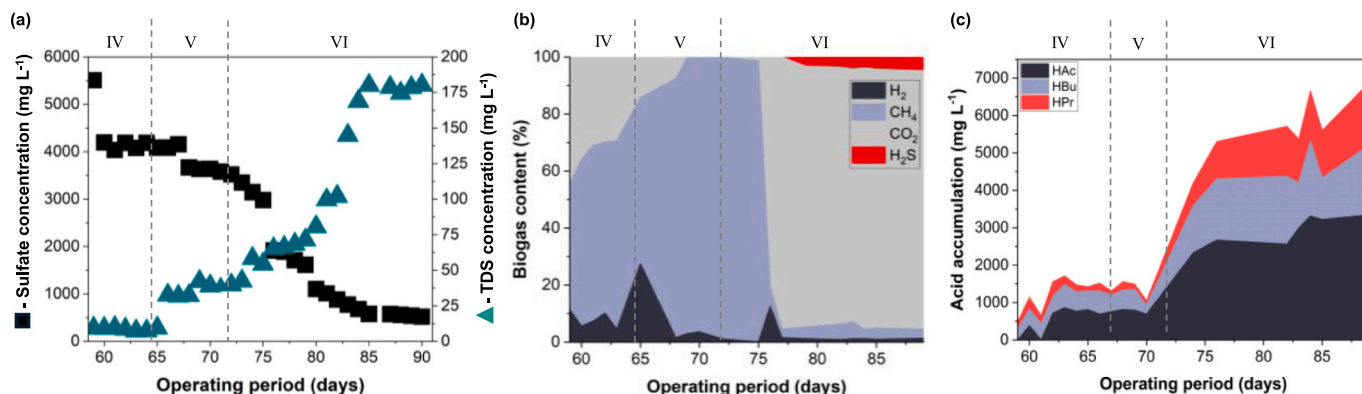 (a)
IV V VI
■ - Sulfate concentration (mg L⁻¹)
6000
5000
4000
3000
2000
1000
0
200
175
150
125
100
75
50
25
0
▲ - TDS concentration (mg L⁻¹)
60 65 70 75 80 85 90
Operating period (days)
(b)
IV V VI
Biogas content (%)
100
80
60
40
20
0
H₂
CH₄
CO₂
H₂S
60 65 70 75 80 85
Operating period (days)
(c)
IV V VI
Acid accumulation (mg L⁻¹)
7000
6000
5000
4000
3000
2000
1000
0
HAc
HBu
HPr
60 65 70 75 80 85
Operating period (days)